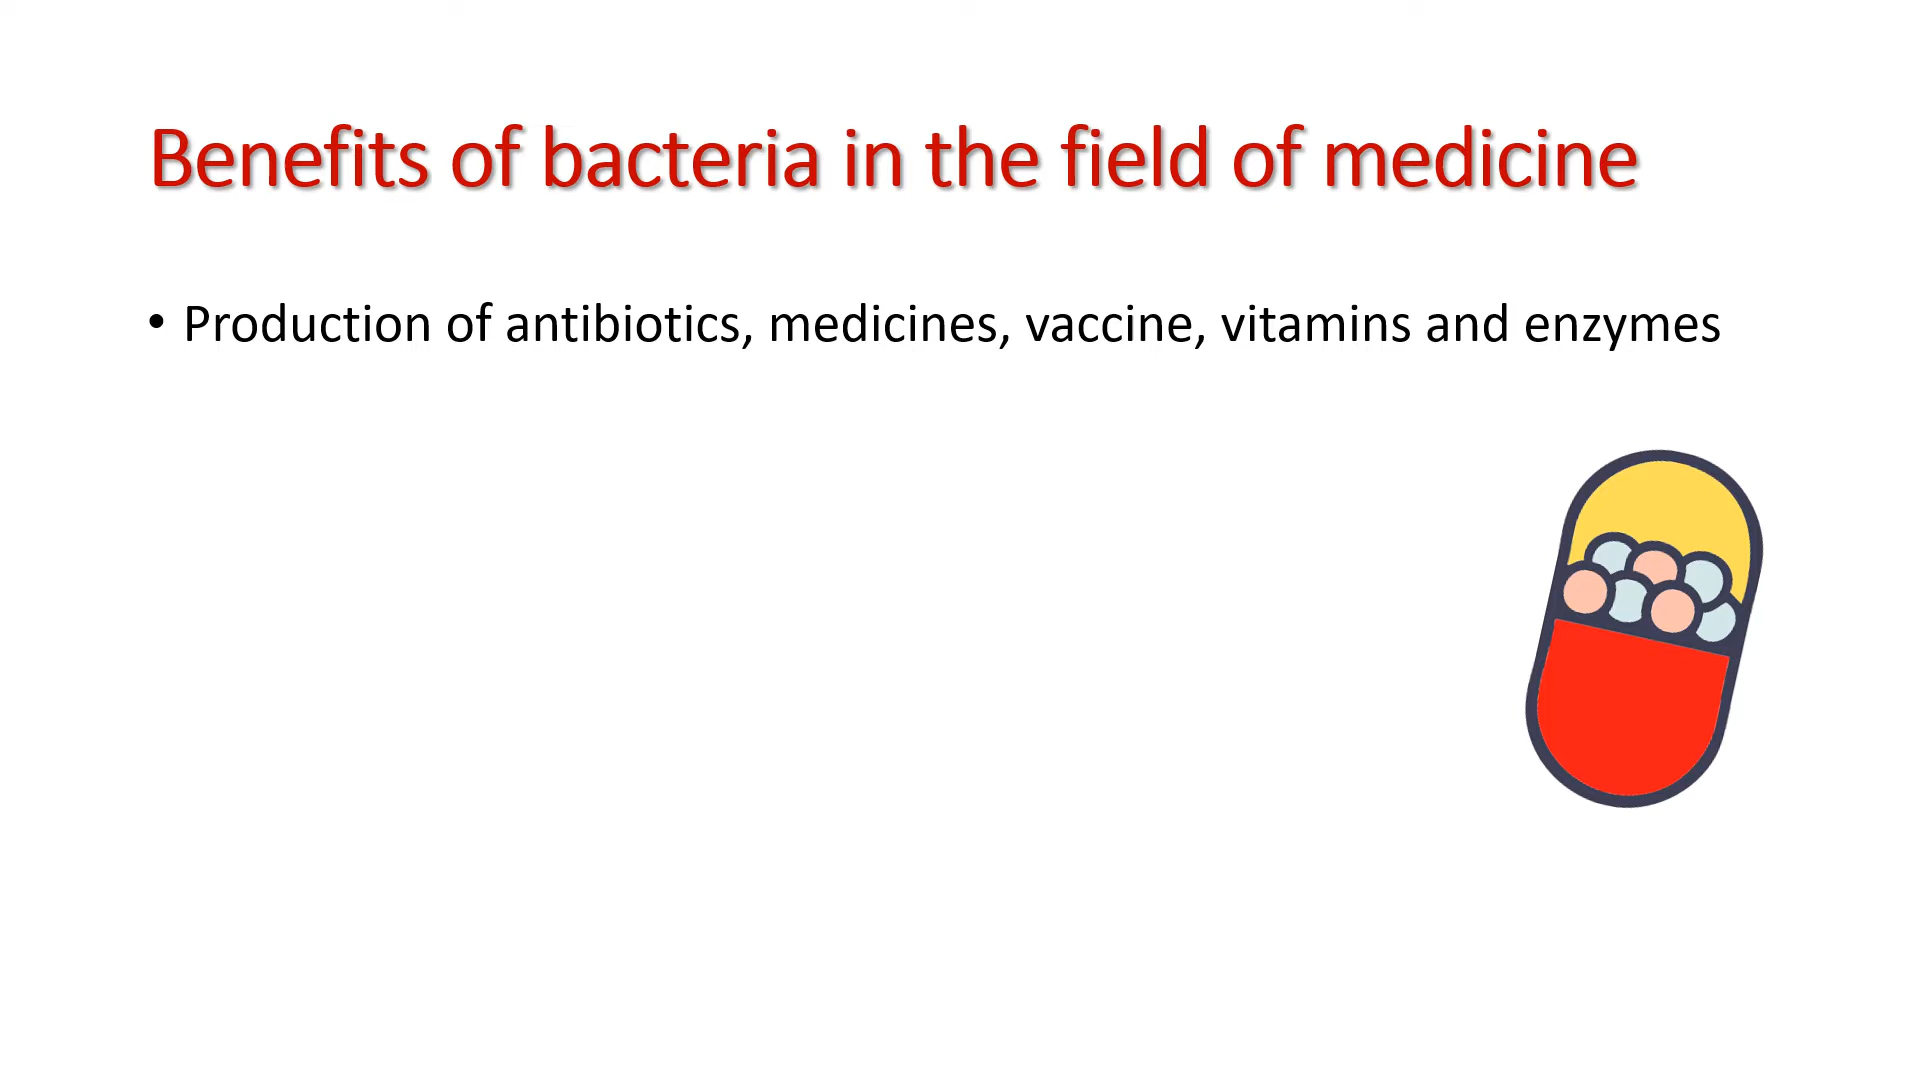 Benefits of bacteria in the field of medicine
• Production of antibiotics, medicines, vaccine, vitamins and enzymes